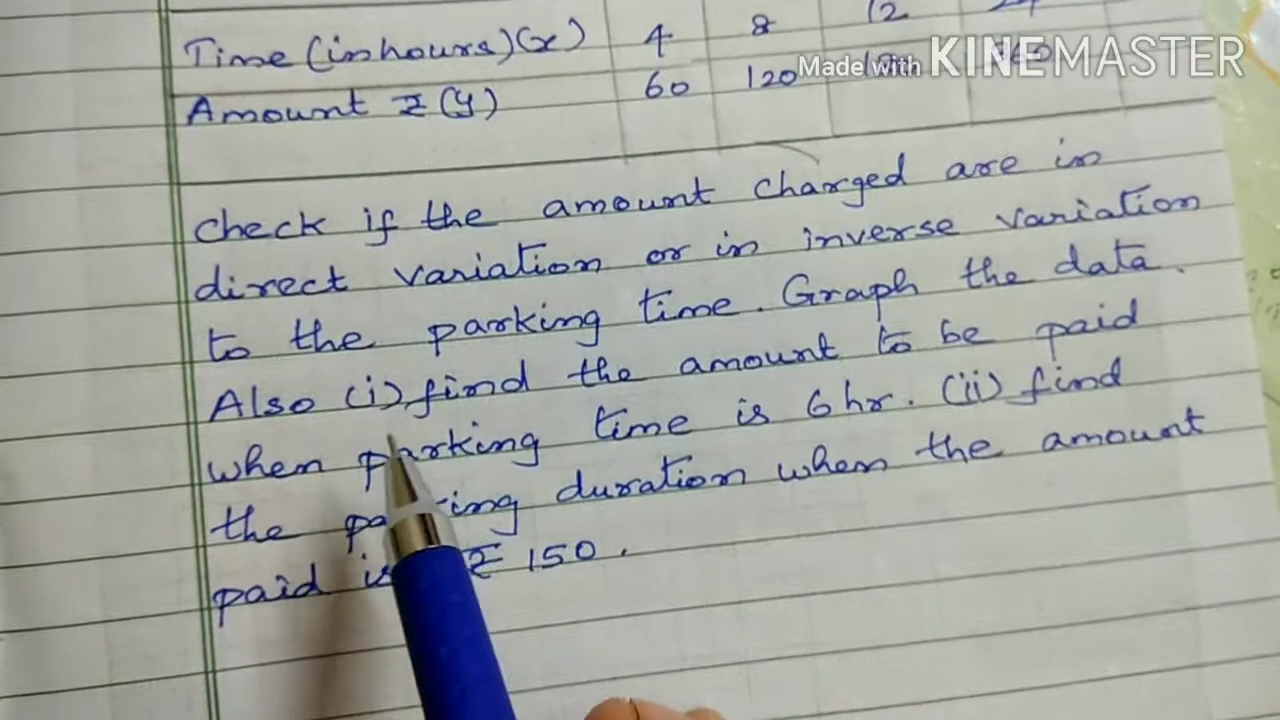 Time (in hours) (x) 4 8 12
Amount ₹ (y) 60 120
Made with KINEMASTER
check if the amount charged are in
direct variation or in inverse variation
to the parking time. Graph the data.
Also (i) find the amount to be paid
when parking time is 6 hr. (ii) find
the duration when the amount
paid is ₹ 150.